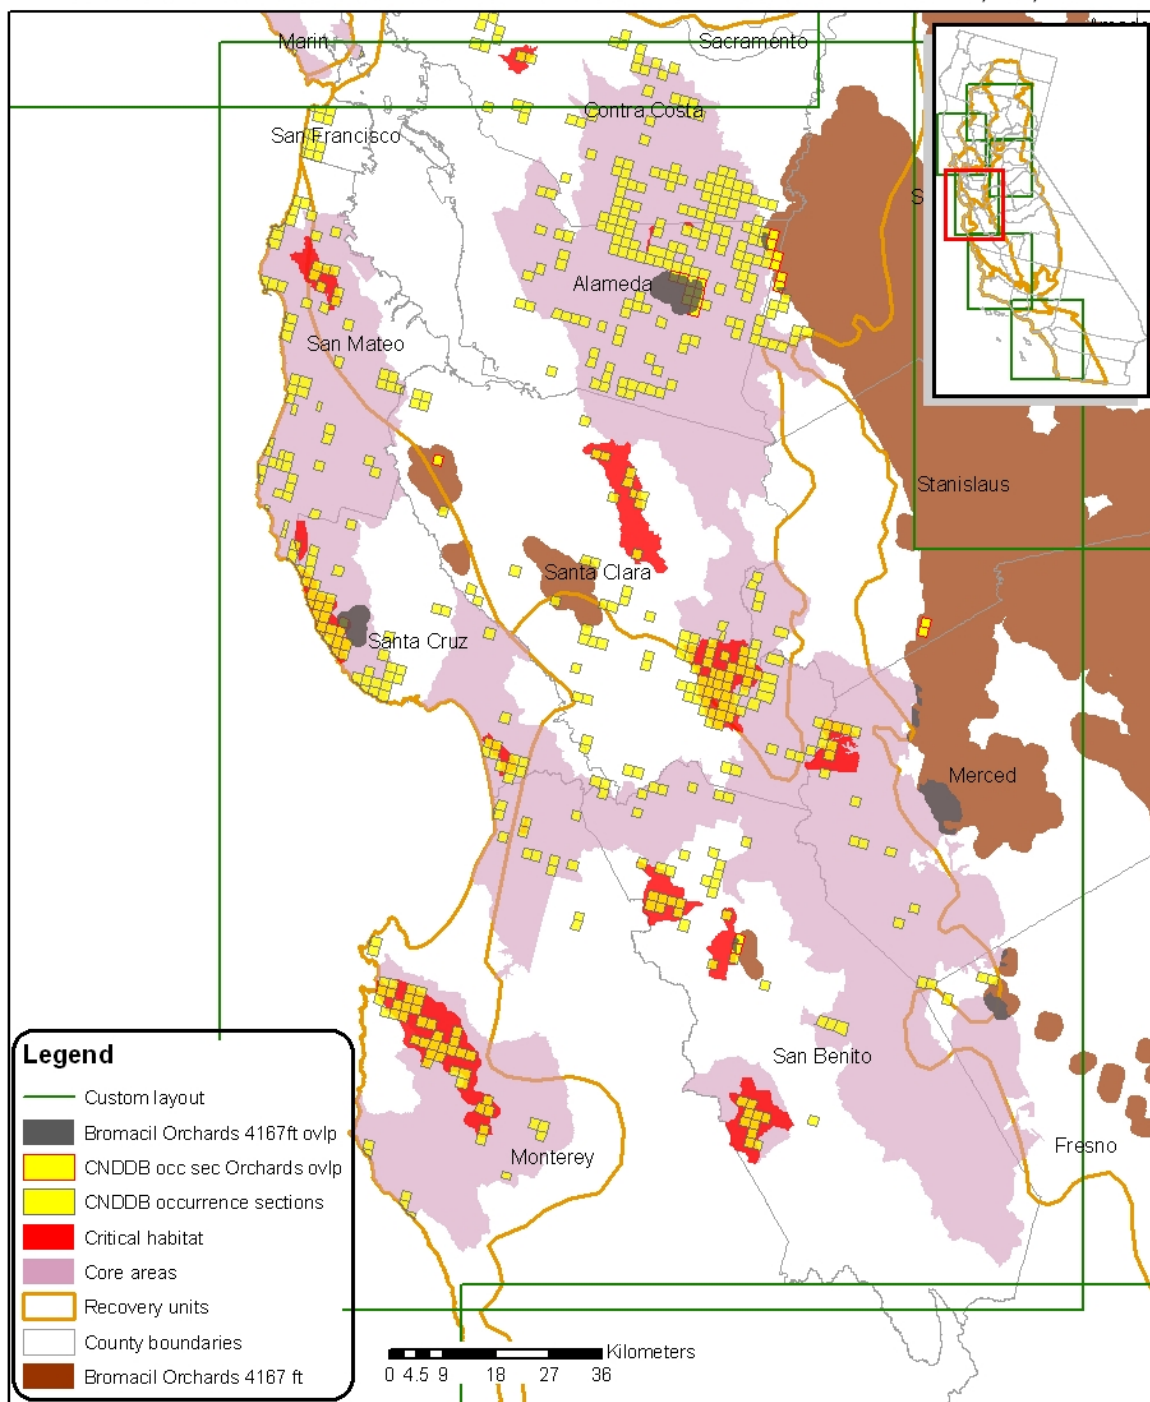 Marin
Sacramento
Contra Costa
San Francisco
S
Alameda
San Mateo
Stanislaus
Santa Clara
Santa Cruz
Merced
San Benito
Monterey
Fresno
Legend
Custom layout
Bromacil Orchards 4167ft ovlp
CNDDB occ sec Orchards ovlp
CNDDB occurrence sections
Critical habitat
Core areas
Recovery units
County boundaries
Bromacil Orchards 4167 ft
Kilometers
0 4.5 9 18 27 36